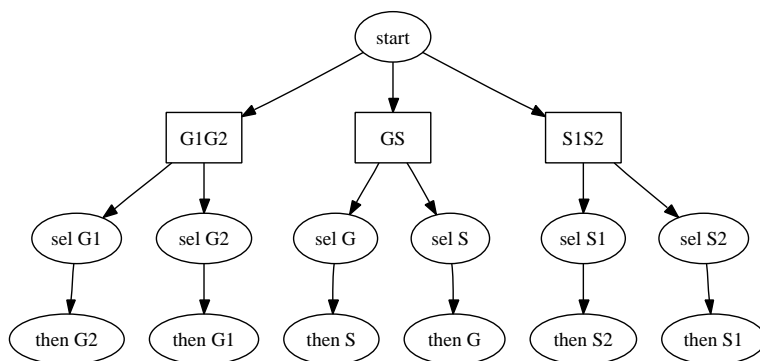 start
G1G2
GS
S1S2
sel G1
sel G2
sel G
sel S
sel S1
sel S2
then G2
then G1
then S
then G
then S2
then S1